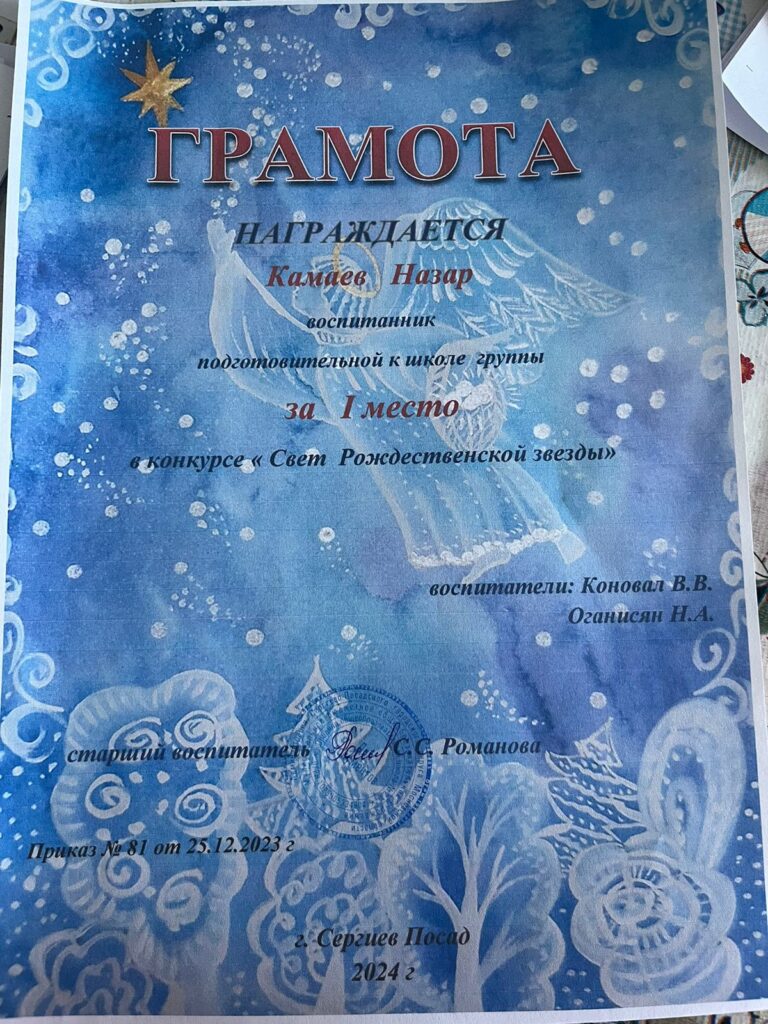 ГРАМОТА
НАГРАЖДАЕТСЯ
Камаев Назар
воспитанник
подготовительной к школе группы
за I место
в конкурсе « Свет Рождественской звезды»
воспитатели: Коновал В.В.
Оганисян Н.А.
старший воспитатель С.С. Романова
Приказ № 81 от 25.12.2023 г
г. Сергиев Посад
2024 г